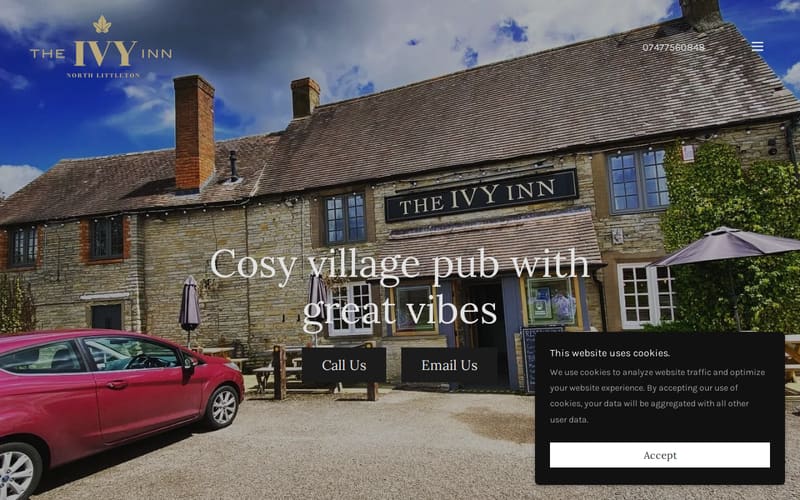 THE IVY INN
NORTH LITTLETON
07477560848
THE IVY INN
Cosy village pub with
great vibes
Call Us
Email Us
This website uses cookies.
We use cookies to analyze website traffic and optimize
your website experience. By accepting our use of
cookies, your data will be aggregated with all other
user data.
Accept